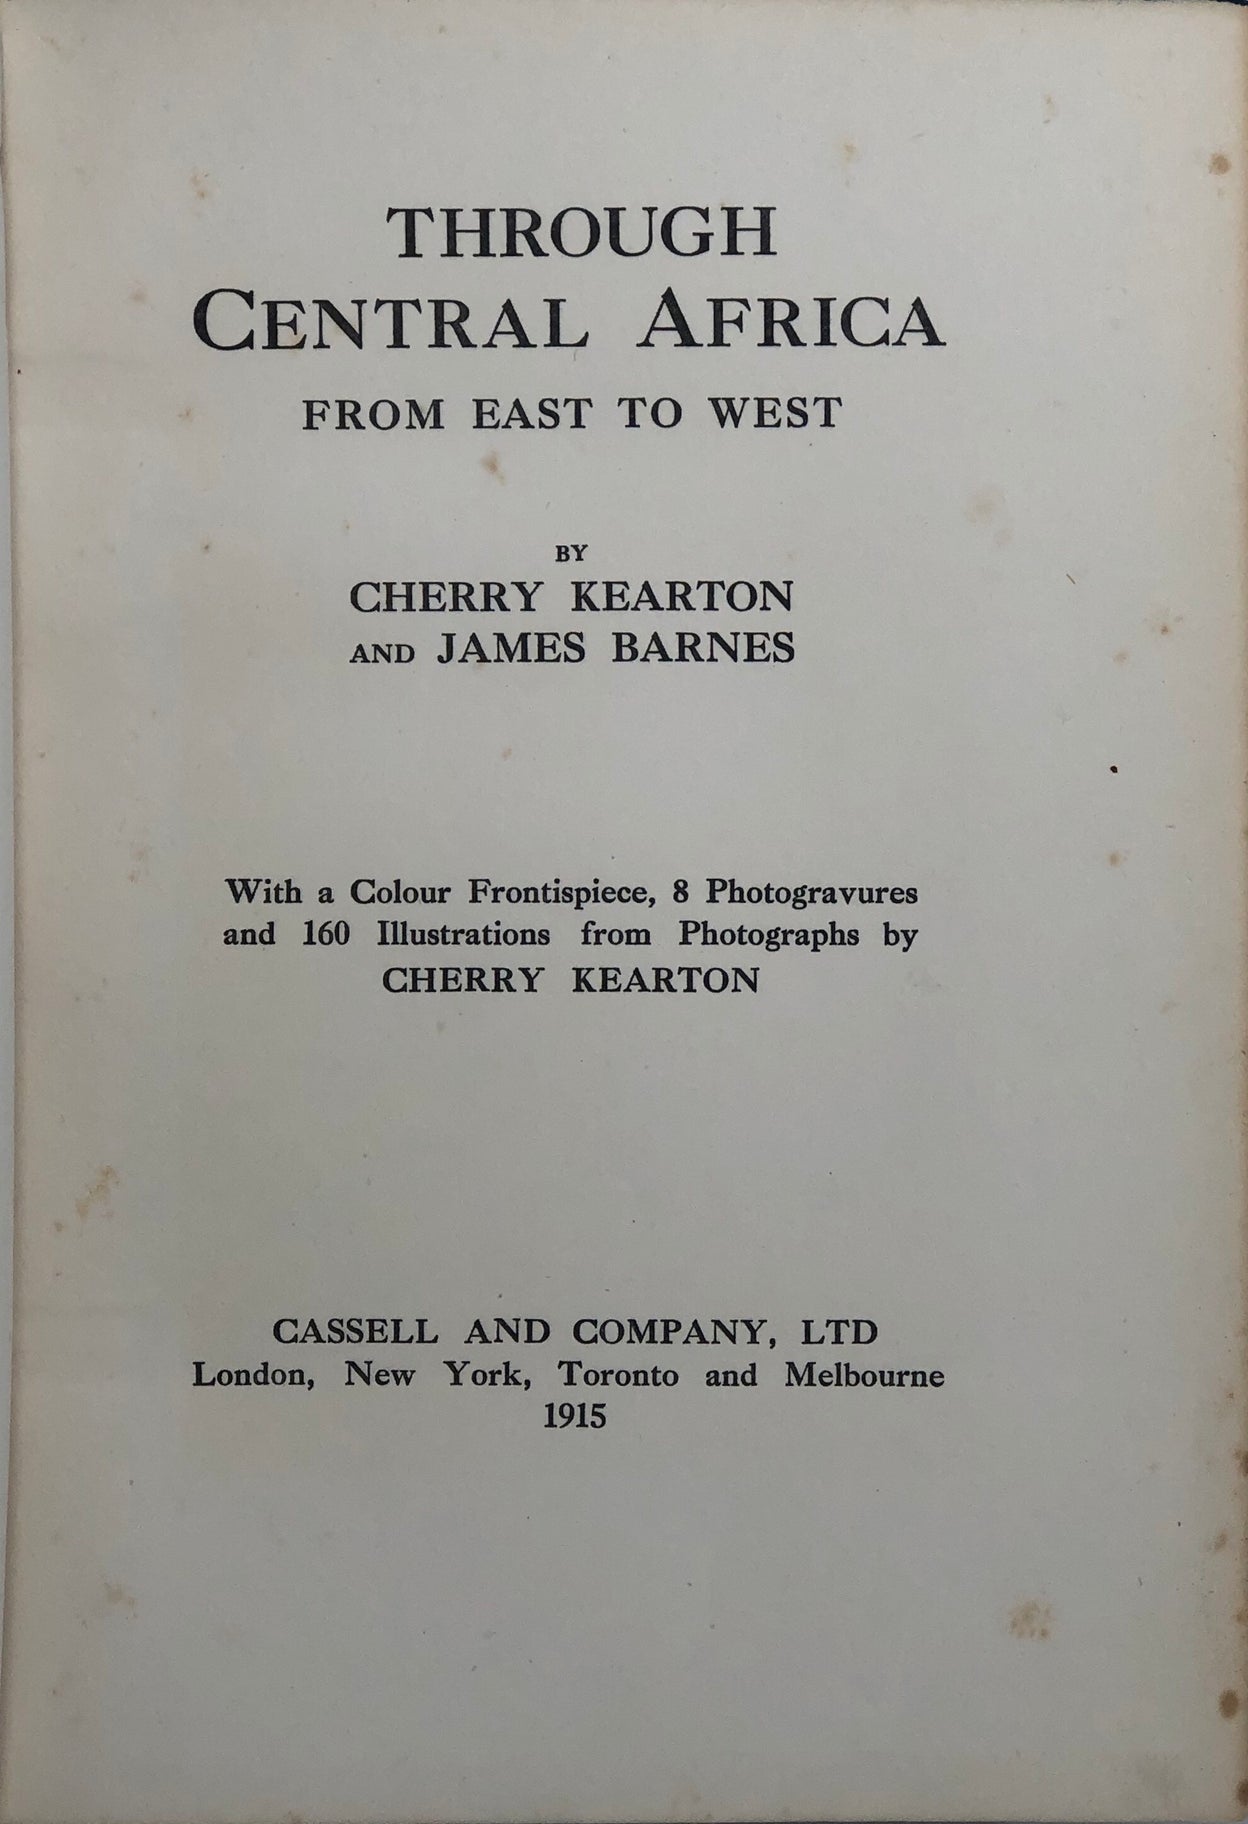 THROUGH
CENTRAL AFRICA
FROM EAST TO WEST
BY
CHERRY KEARTON
AND JAMES BARNES
With a Colour Frontispiece, 8 Photogravures
and 160 Illustrations from Photographs by
CHERRY KEARTON
CASSELL AND COMPANY, LTD
London, New York, Toronto and Melbourne
1915